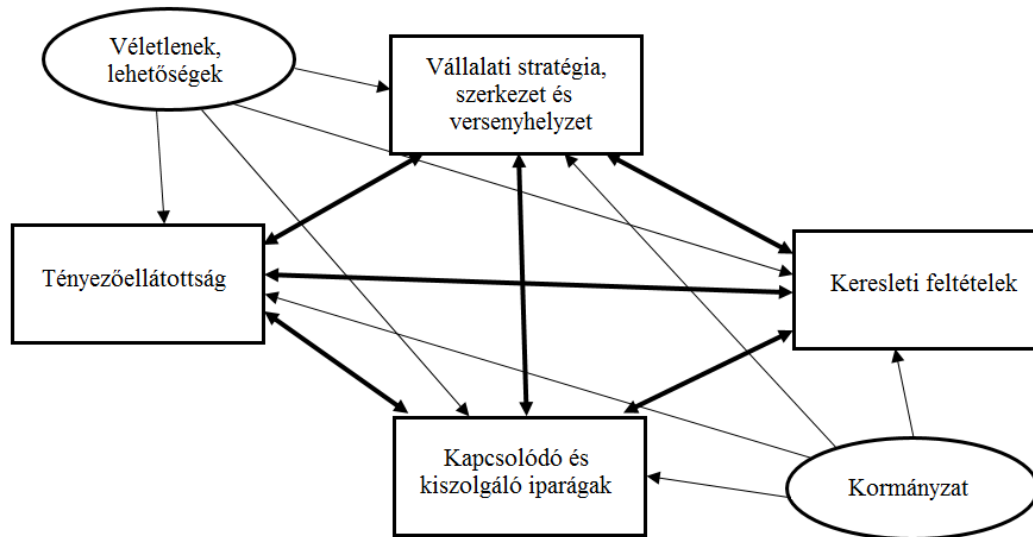 Véletlenek,
lehetőségek
Vállalati stratégia,
szerkezet és
versenyhelyzet
Tényezőellátottság
Keresleti feltételek
Kapcsolódó és
kiszolgáló iparágak
Kormányzat